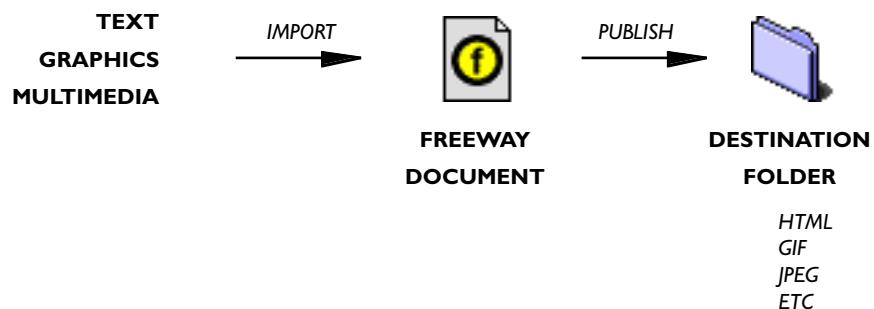 TEXT
GRAPHICS
MULTIMEDIA
IMPORT
f
FREEWAY
DOCUMENT
PUBLISH
DESTINATION
FOLDER
HTML
GIF
JPEG
ETC